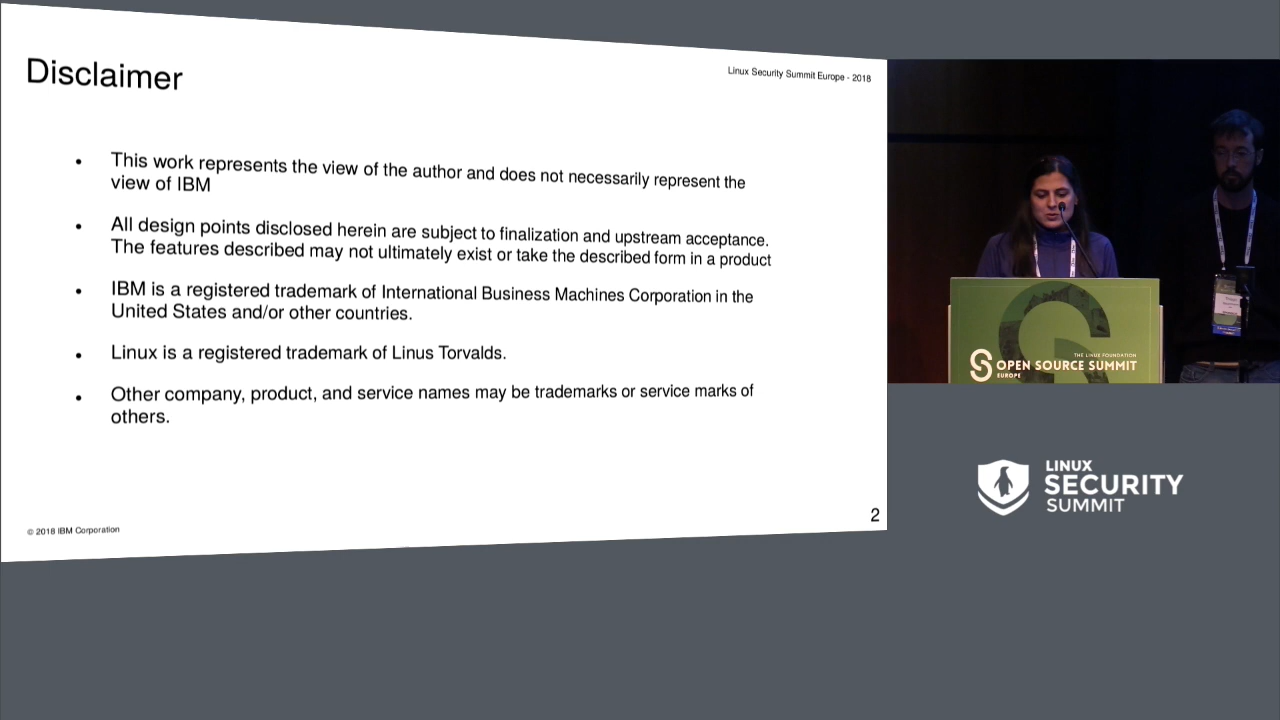 Disclaimer
Linux Security Summit Europe - 2018
• This work represents the view of the author and does not necessarily represent the
view of IBM
• All design points disclosed herein are subject to finalization and upstream acceptance.
The features described may not ultimately exist or take the described form in a product
• IBM is a registered trademark of International Business Machines Corporation in the
United States and/or other countries.
• Linux is a registered trademark of Linus Torvalds.
• Other company, product, and service names may be trademarks or service marks of
others.
© 2018 IBM Corporation
2
THE LINUX FOUNDATION
OPEN SOURCE SUMMIT
EUROPE
LINUX
SECURITY
SUMMIT